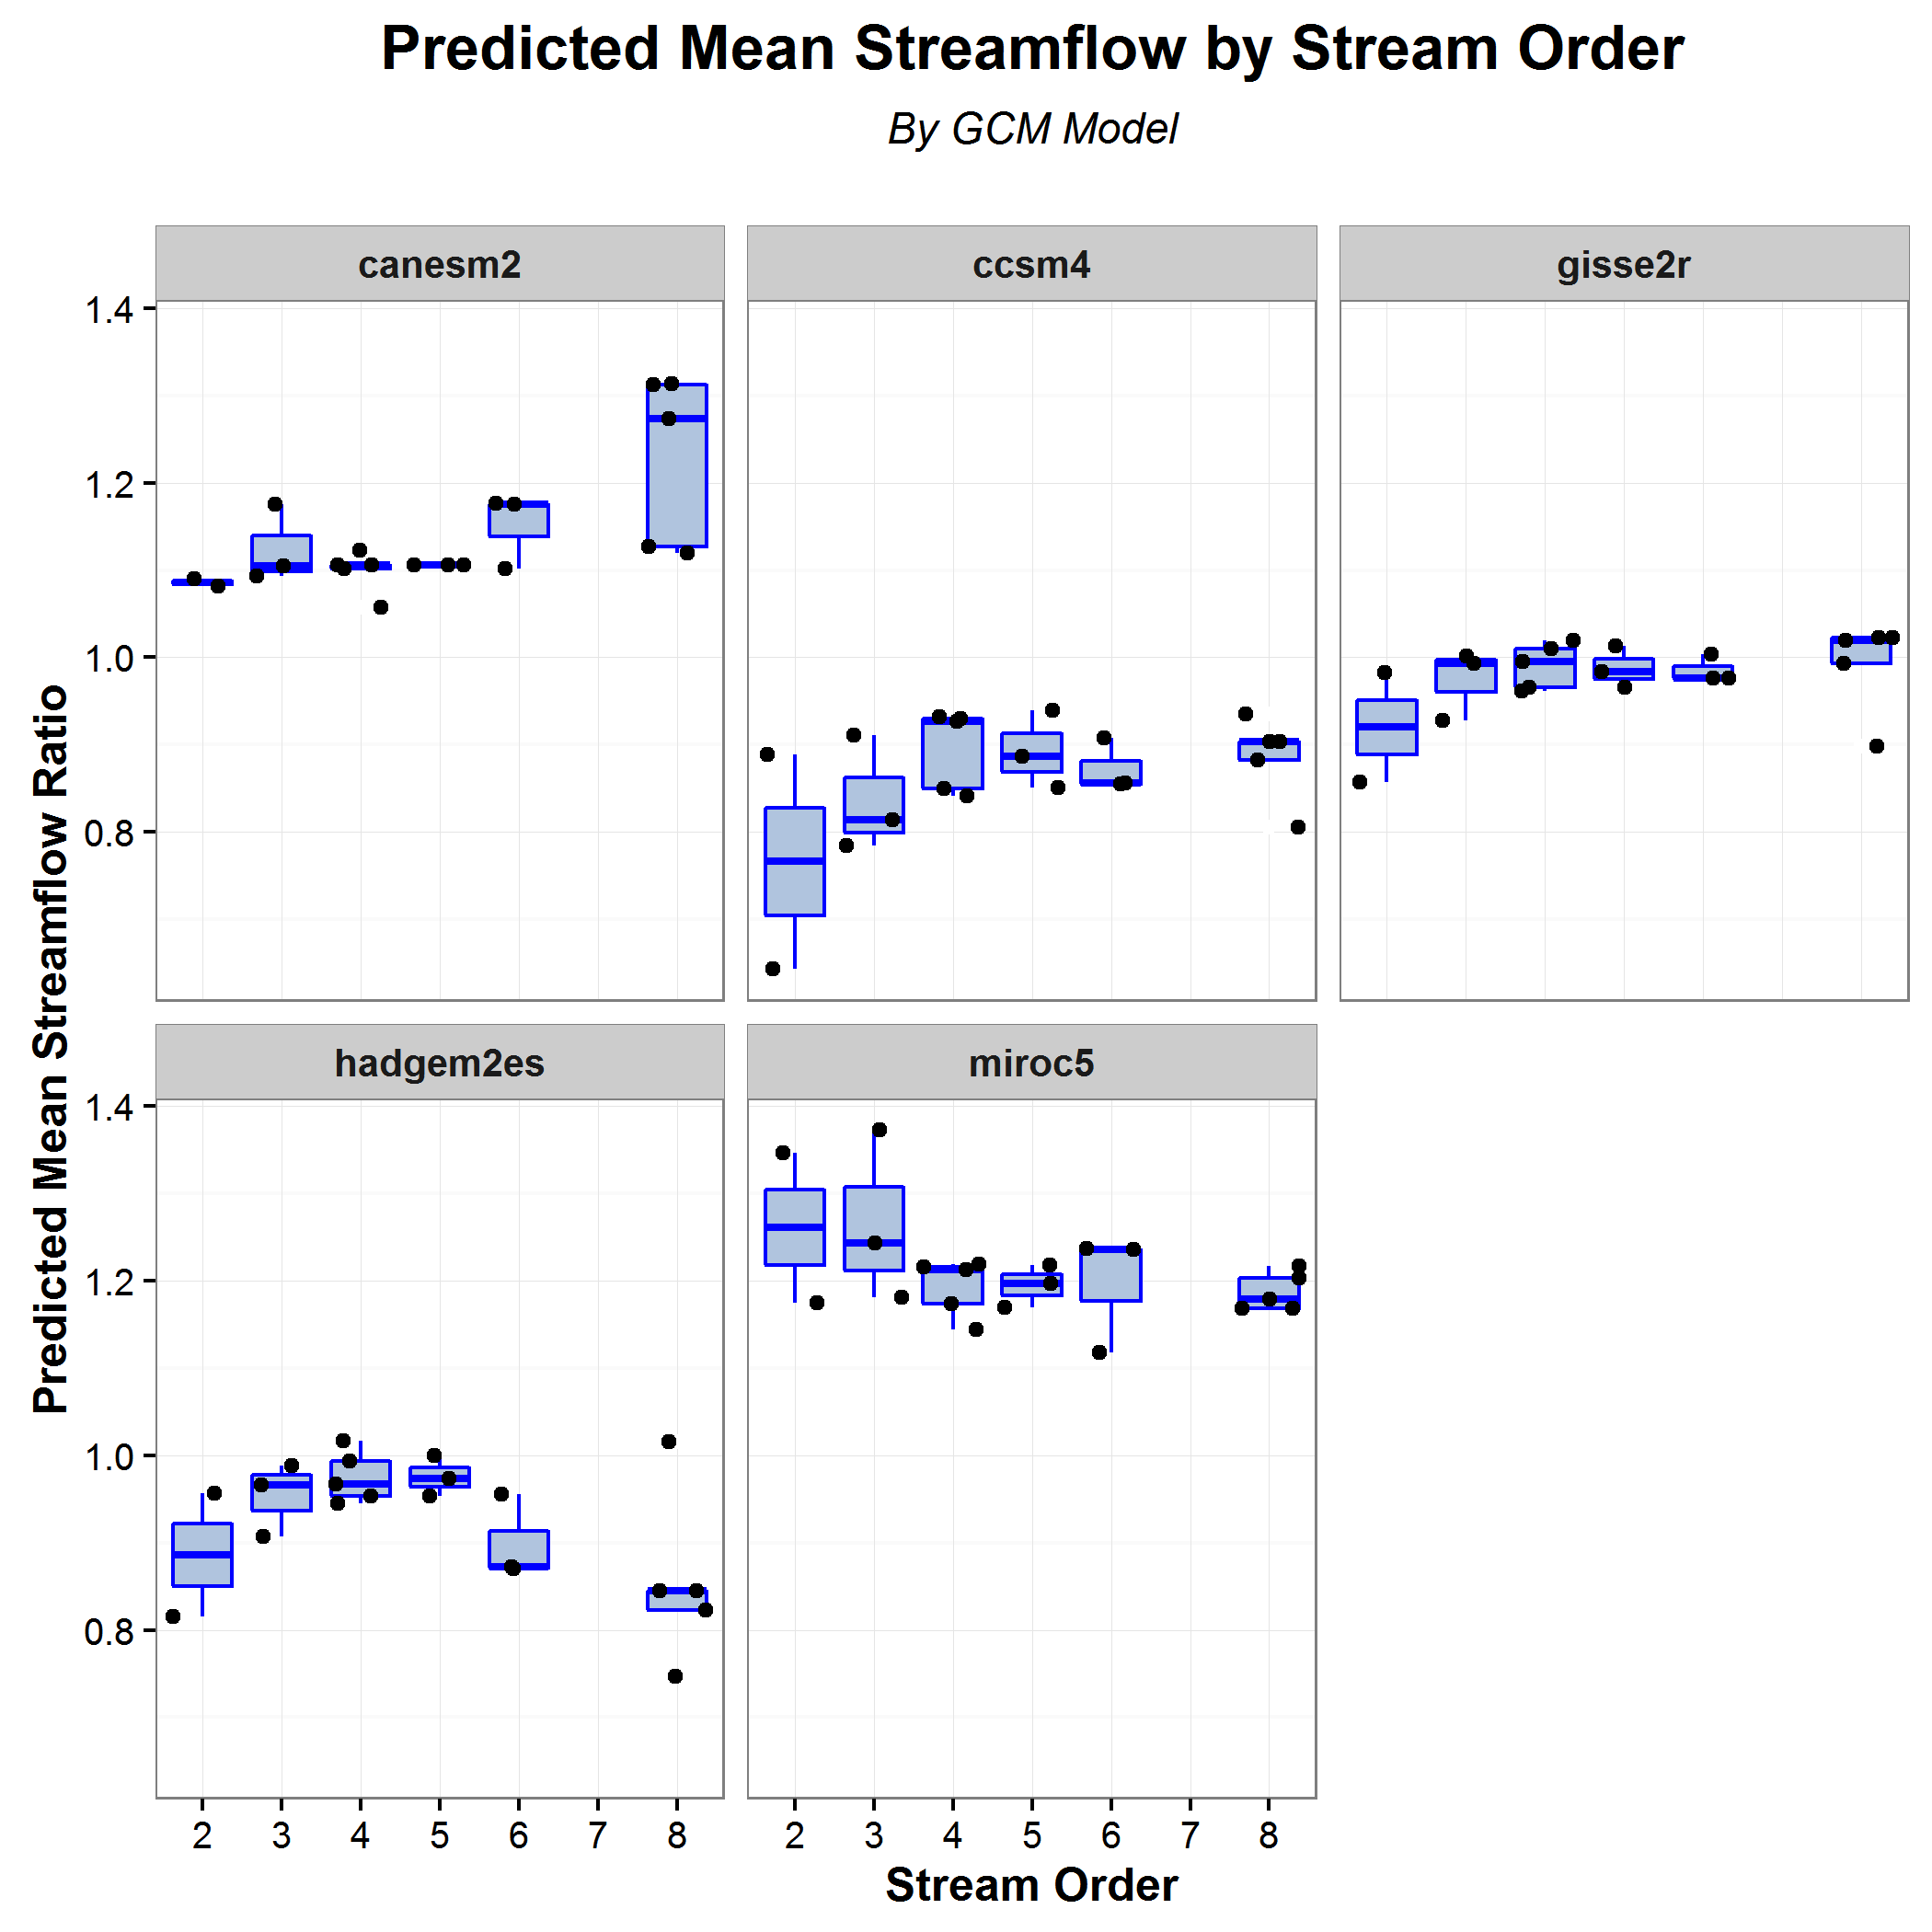 Predicted Mean Streamflow by Stream Order
By GCM Model
canesm2
ccsm4
gisse2r
1.4
1.2
1.0
0.8
hadgem2es
miroc5
1.4
1.2
1.0
0.8
2 3 4 5 6 7 8
2 3 4 5 6 7 8
Stream Order
Predicted Mean Streamflow Ratio